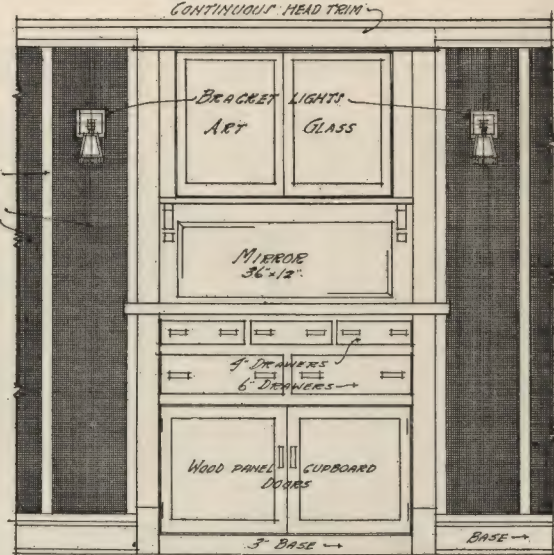 CONTINUOUS HEAD TRIM
BRACKET LIGHTS
ART GLASS
MIRROR
36"x12"
4" DRAWERS
6" DRAWERS
WOOD PANEL CUPBOARD
DOORS
3" BASE
BASE